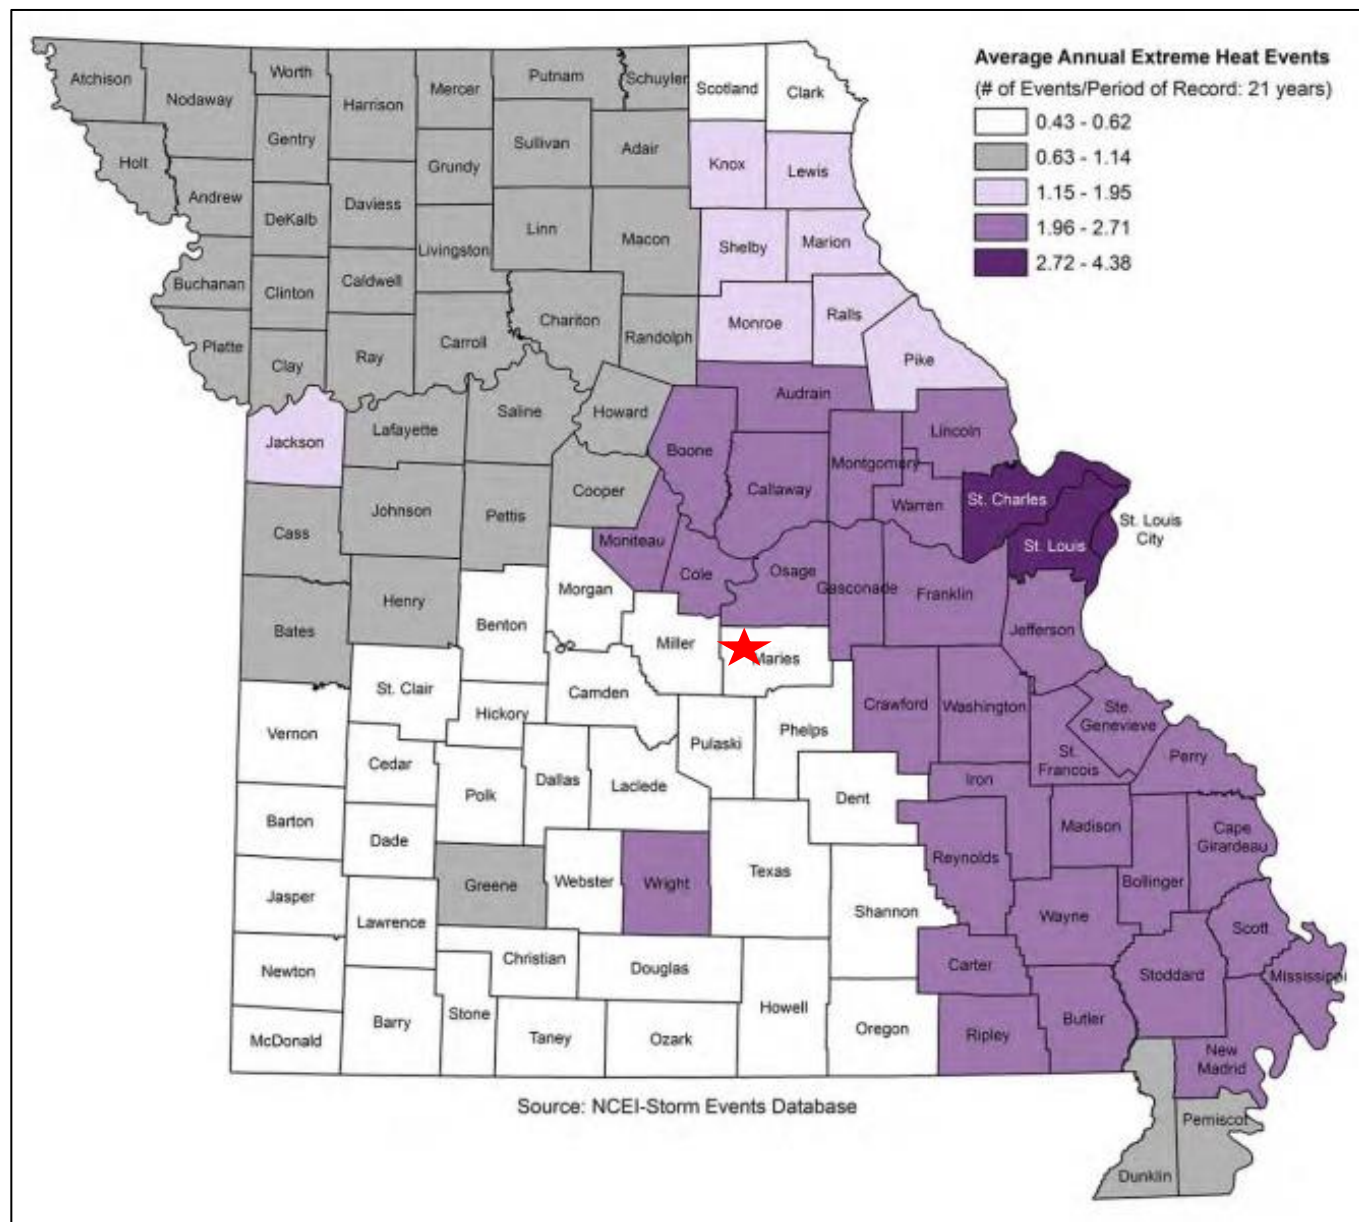 Average Annual Extreme Heat Events
(# of Events/Period of Record: 21 years)
0.43 - 0.62
0.63 - 1.14
1.15 - 1.95
1.96 - 2.71
2.72 - 4.38
Atchison
Nodaway
Worth
Harrison
Mercer
Putnam
Schuyler
Scotland
Clark
Holt
Gentry
Grundy
Sullivan
Adair
Knox
Lewis
Andrew
DeKalb
Daviess
Livingston
Linn
Macon
Shelby
Marion
Buchanan
Clinton
Caldwell
Chariton
Randolph
Monroe
Ralls
Platte
Clay
Ray
Carroll
Pike
Audrain
Jackson
Lafayette
Saline
Howard
Boone
Lincoln
Montgomery
Callaway
Warren
St. Charles
St. Louis
City
St. Louis
Cass
Johnson
Pettis
Cooper
Moniteau
Cole
Osage
Gasconade
Franklin
Jefferson
Bates
Henry
Benton
Morgan
Miller
Maries
St. Clair
Hickory
Camden
Pulaski
Phelps
Crawford
Washington
Ste.
Genevieve
St.
Francois
Perry
Vernon
Cedar
Polk
Dallas
Laclede
Dent
Iron
Madison
Cape
Girardeau
Barton
Dade
Greene
Webster
Wright
Texas
Reynolds
Bollinger
Jasper
Lawrence
Shannon
Wayne
Scott
Newton
Christian
Douglas
Howell
Carter
Stoddard
Mississippi
McDonald
Barry
Stone
Taney
Ozark
Oregon
Ripley
Butler
New
Madrid
Pemiscot
Dunklin
Source: NCEI-Storm Events Database